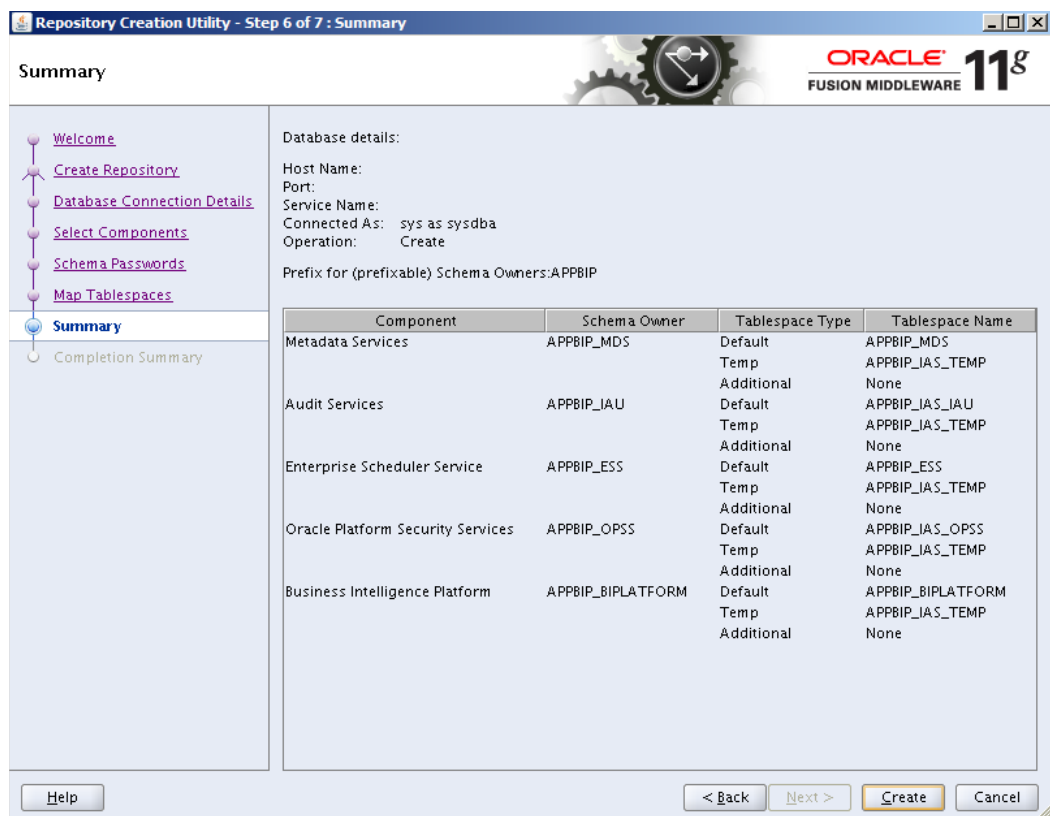 Repository Creation Utility - Step 6 of 7 : Summary
Summary
ORACLE
FUSION MIDDLEWARE
11g
Welcome
Create Repository
Database Connection Details
Select Components
Schema Passwords
Map Tablespaces
Summary
Completion Summary
Database details:
Host Name:
Port:
Service Name:
Connected As: sys as sysdba
Operation: Create
Prefix for (prefixable) Schema Owners:APPBIP
Component Schema Owner Tablespace Type Tablespace Name
Metadata Services APPBIP_MDS Default APPBIP_MDS
Temp APPBIP_IAS_TEMP
Additional None
Audit Services APPBIP_IAU Default APPBIP_IAS_IAU
Temp APPBIP_IAS_TEMP
Additional None
Enterprise Scheduler Service APPBIP_ESS Default APPBIP_ESS
Temp APPBIP_IAS_TEMP
Additional None
Oracle Platform Security Services APPBIP_OPSS Default APPBIP_IAS_OPSS
Temp APPBIP_IAS_TEMP
Additional None
Business Intelligence Platform APPBIP_BIPLATFORM Default APPBIP_BIPLATFORM
Temp APPBIP_IAS_TEMP
Additional None
Help < Back Next > Create Cancel